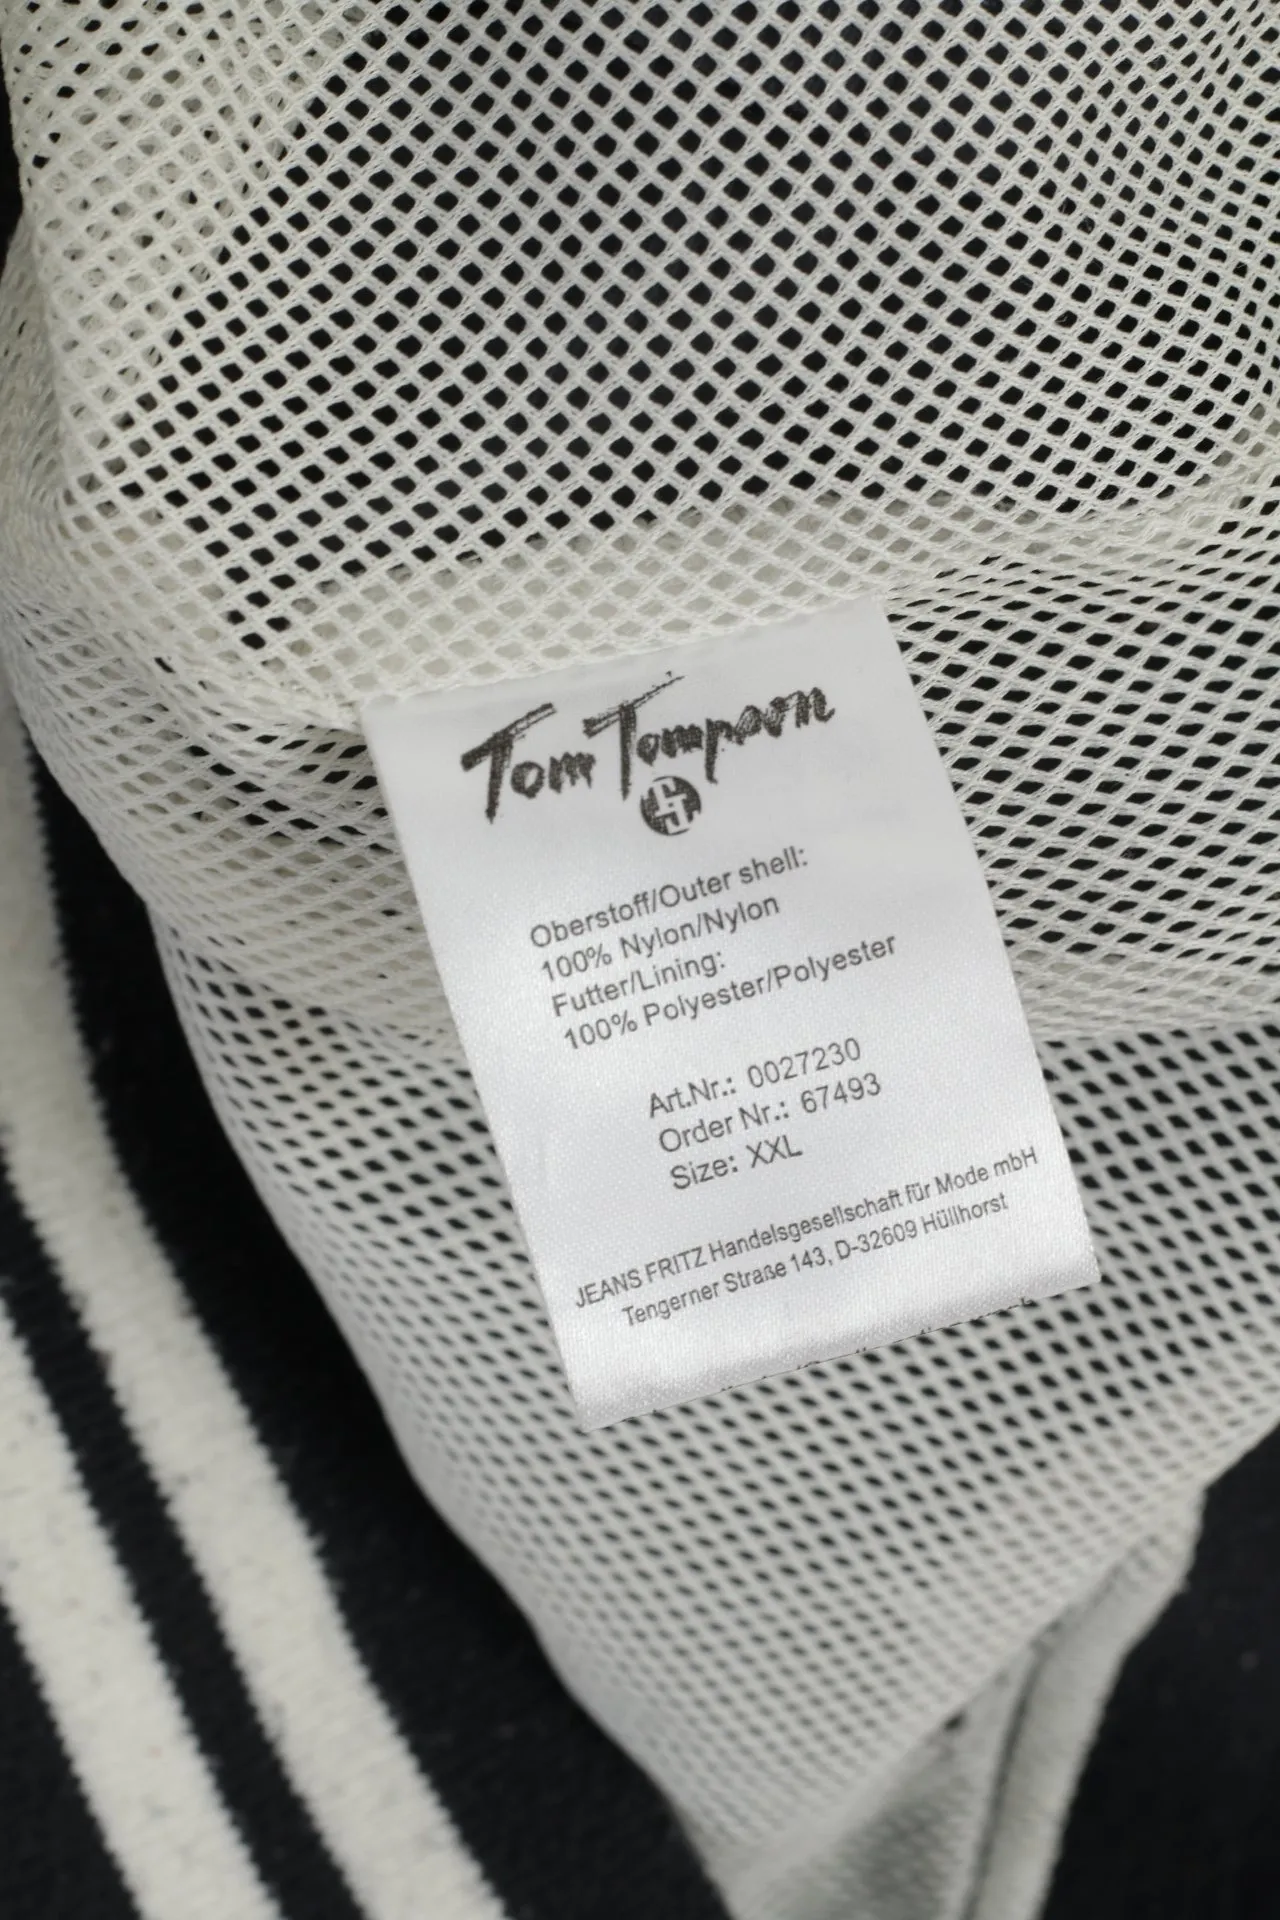 Tom Tompson
Oberstoff/Outer shell:
100% Nylon/Nylon
Futter/Lining:
100% Polyester/Polyester
Art.Nr.: 0027230
Order Nr.: 67493
Size: XXL
JEANS FRITZ Handelsgesellschaft für Mode mbH
Tengerner Straße 143, D-32609 Hüllhorst